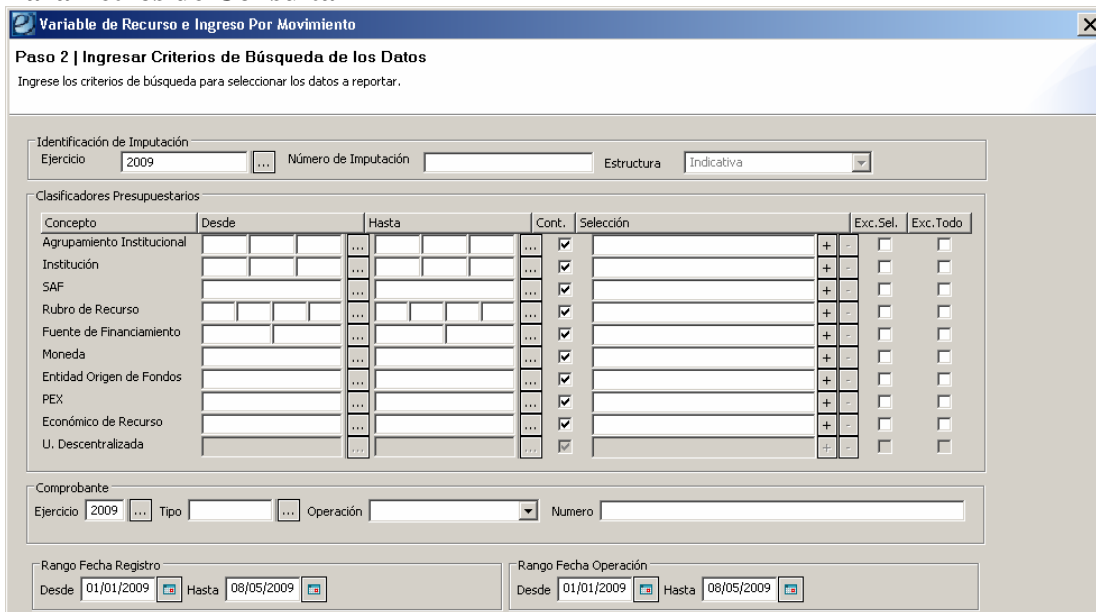 Variable de Recurso e Ingreso Por Movimiento
Paso 2 | Ingresar Criterios de Búsqueda de los Datos
Ingrese los criterios de búsqueda para seleccionar los datos a reportar.
Identificación de Imputación
Ejercicio 2009 ... Número de Imputación Estructura Indicativa
Clasificadores Presupuestarios
Concepto Desde Hasta Cont. Selección Exc.Sel. Exc.Todo
Agrupamiento Institucional ... ... + -
Institución ... ... + -
SAF ... ... + -
Rubro de Recurso ... ... + -
Fuente de Financiamiento ... ... + -
Moneda ... ... + -
Entidad Origen de Fondos ... ... + -
PEX ... ... + -
Económico de Recurso ... ... + -
U. Descentralizada ... ... + -
Comprobante
Ejercicio 2009 ... Tipo ... Operación Numero
Rango Fecha Registro Rango Fecha Operación
Desde 01/01/2009 Hasta 08/05/2009 Desde 01/01/2009 Hasta 08/05/2009